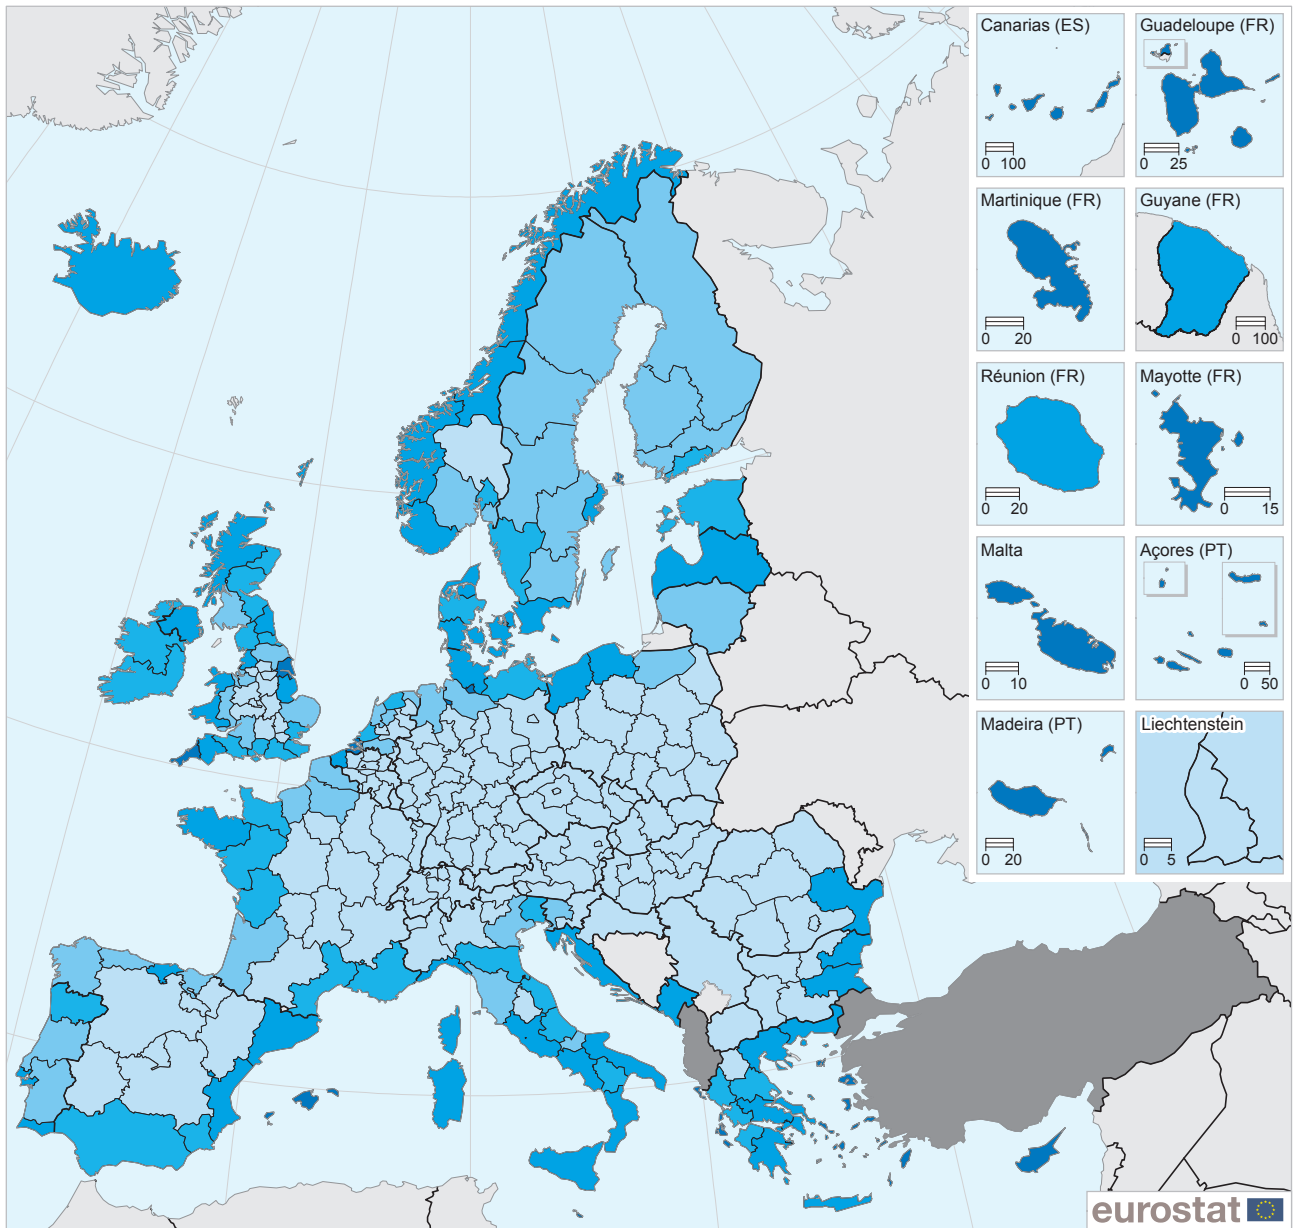 Canarias (ES)
0 100
Guadeloupe (FR)
0 25
Martinique (FR)
0 20
Guyane (FR)
0 100
Réunion (FR)
0 20
Mayotte (FR)
0 15
Malta
0 10
Açores (PT)
0 50
Madeira (PT)
0 20
Liechtenstein
0 5
eurostat